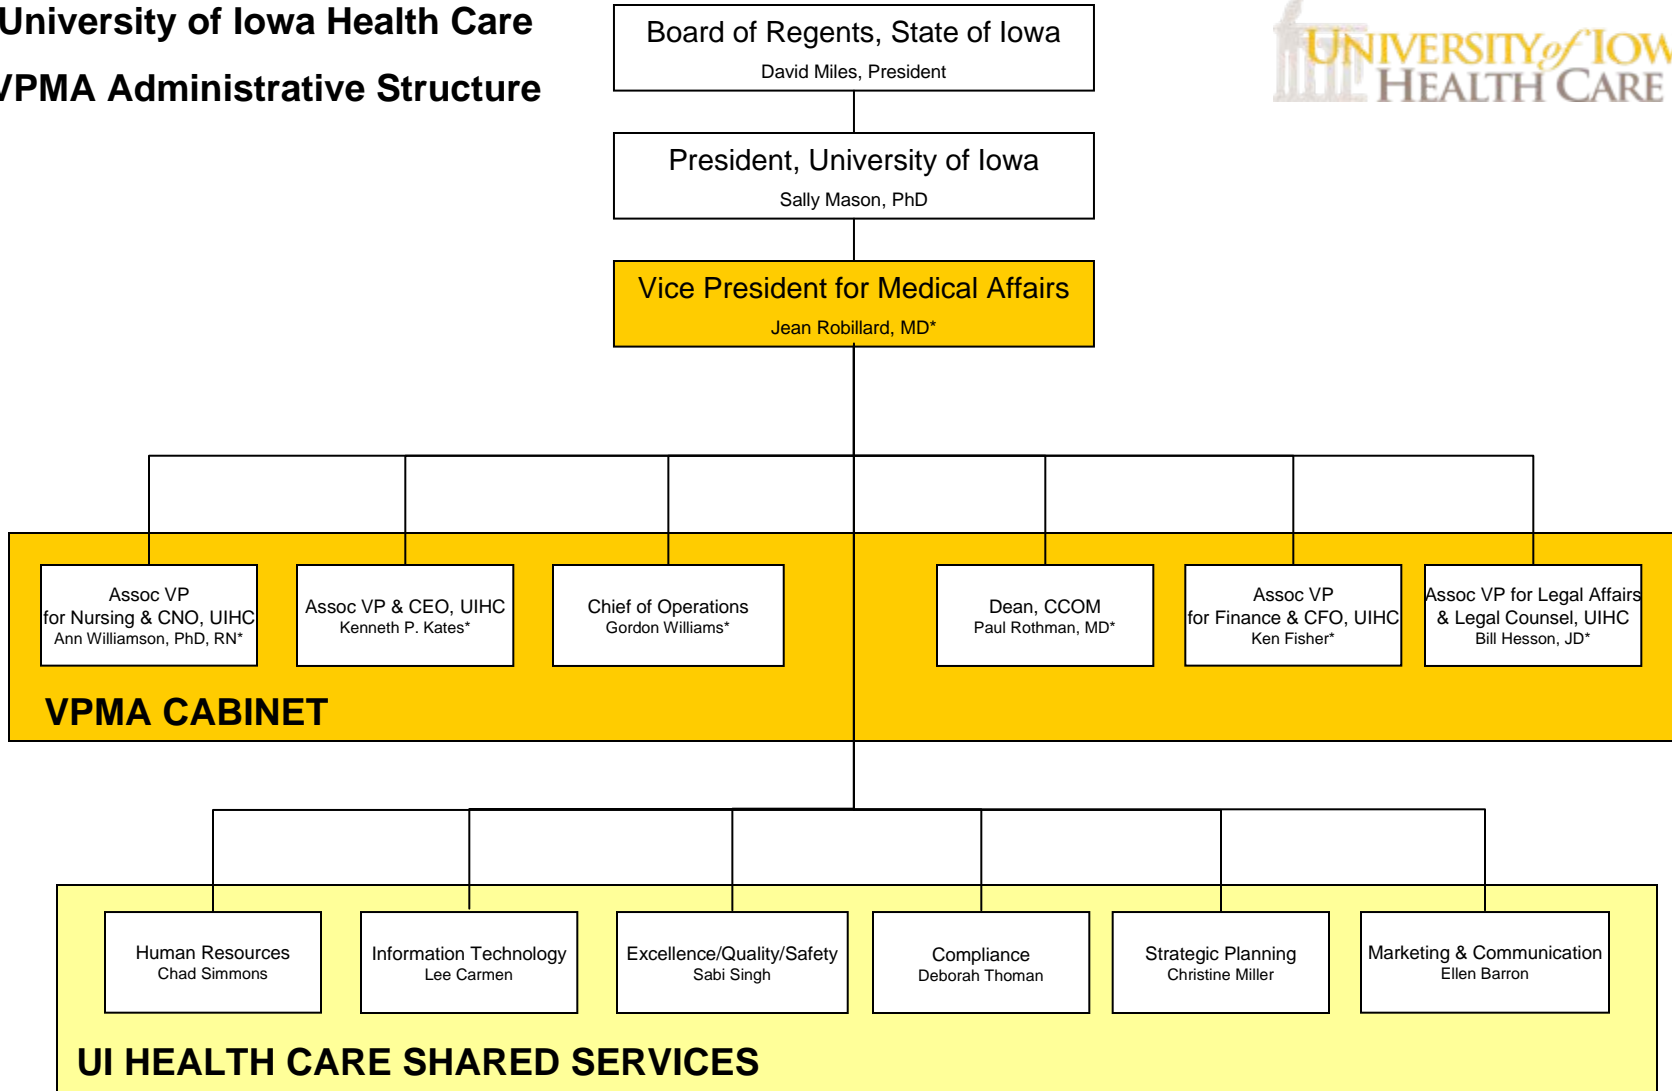 University of Iowa Health Care
VPMA Administrative Structure
Board of Regents, State of Iowa
David Miles, President
UNIVERSITY of IOW
HEALTH CARE
President, University of Iowa
Sally Mason, PhD
Vice President for Medical Affairs
Jean Robillard, MD*
Assoc VP
for Nursing & CNO, UIHC
Ann Williamson, PhD, RN*
Assoc VP & CEO, UIHC
Kenneth P. Kates*
Chief of Operations
Gordon Williams*
Dean, CCOM
Paul Rothman, MD*
Assoc VP
for Finance & CFO, UIHC
Ken Fisher*
Assoc VP for Legal Affairs
& Legal Counsel, UIHC
Bill Hesson, JD*
VPMA CABINET
Human Resources
Chad Simmons
Information Technology
Lee Carmen
Excellence/Quality/Safety
Sabi Singh
Compliance
Deborah Thoman
Strategic Planning
Christine Miller
Marketing & Communication
Ellen Barron
UI HEALTH CARE SHARED SERVICES